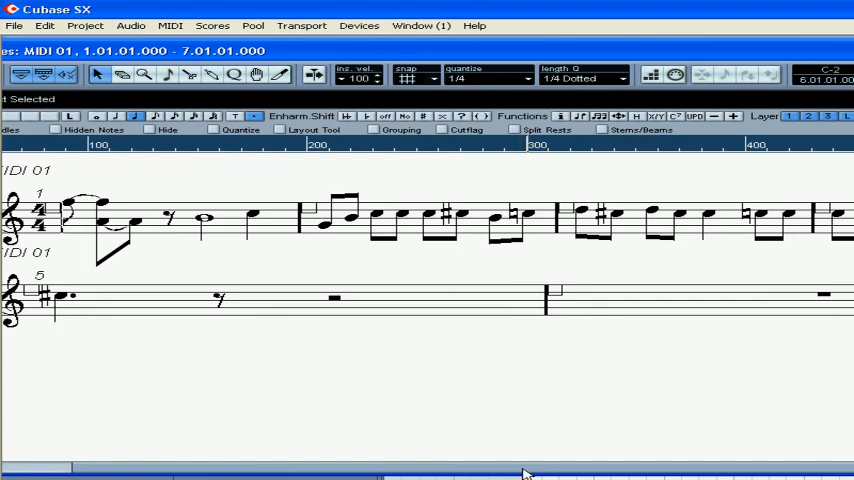 Cubase SX
File Edit Project Audio MIDI Scores Pool Transport Devices Window (1) Help
es: MIDI 01, 1.01.01.000 - 7.01.01.000
ins. vel. snap quantize length Q C-2
100 1/4 1/4 Dotted 6.01.01.000
t Selected
L T Enharm.Shift off No ? ( ) Functions i H X/Y C7 UPD Layer 1 2 3 L
dles Hidden Notes Hide Quantize Layout Tool Grouping Cutflag Split Rests Stems/Beams
100 200 300 400
IDI 01
1
4
4
IDI 01
5